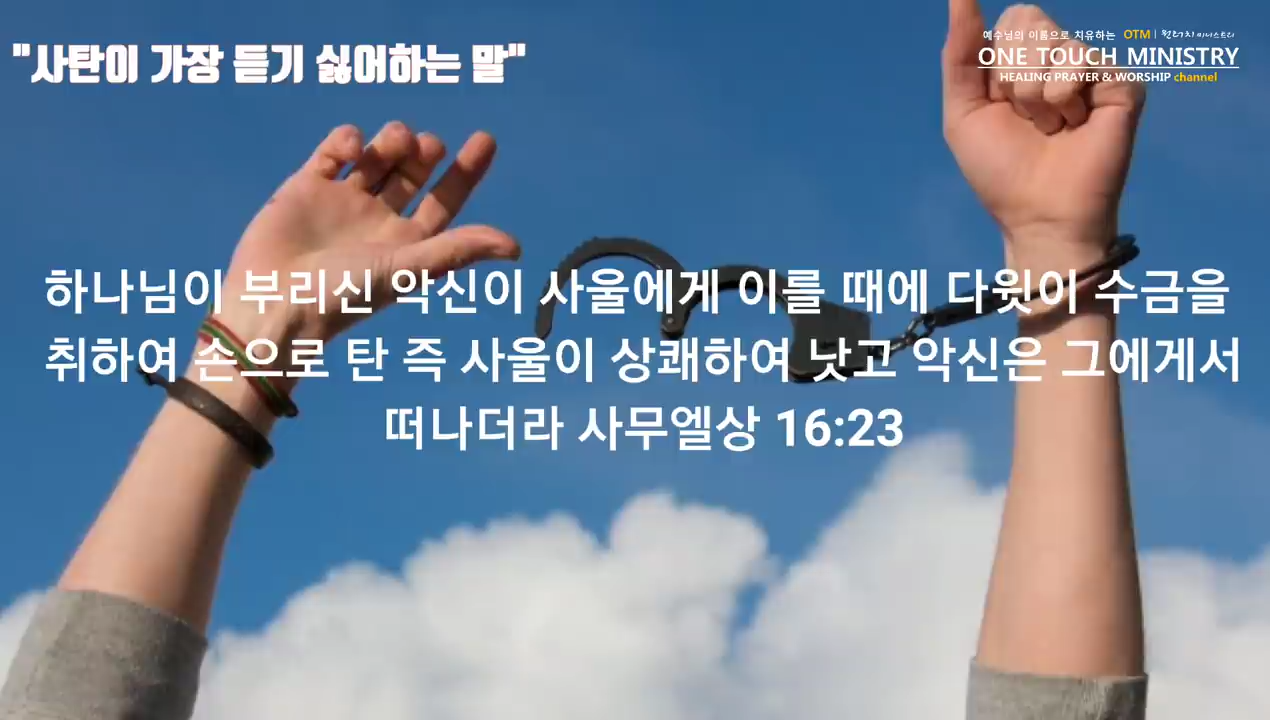 "사탄이 가장 듣기 싫어하는 말"
예수님의 이름으로 치유하는 OTM | 원터치 미니스트리
ONE TOUCH MINISTRY
HEALING PRAYER & WORSHIP channel
하나님이 부리신 악신이 사울에게 이를 때에 다윗이 수금을
취하여 손으로 탄 즉 사울이 상쾌하여 낫고 악신은 그에게서
떠나더라 사무엘상 16:23